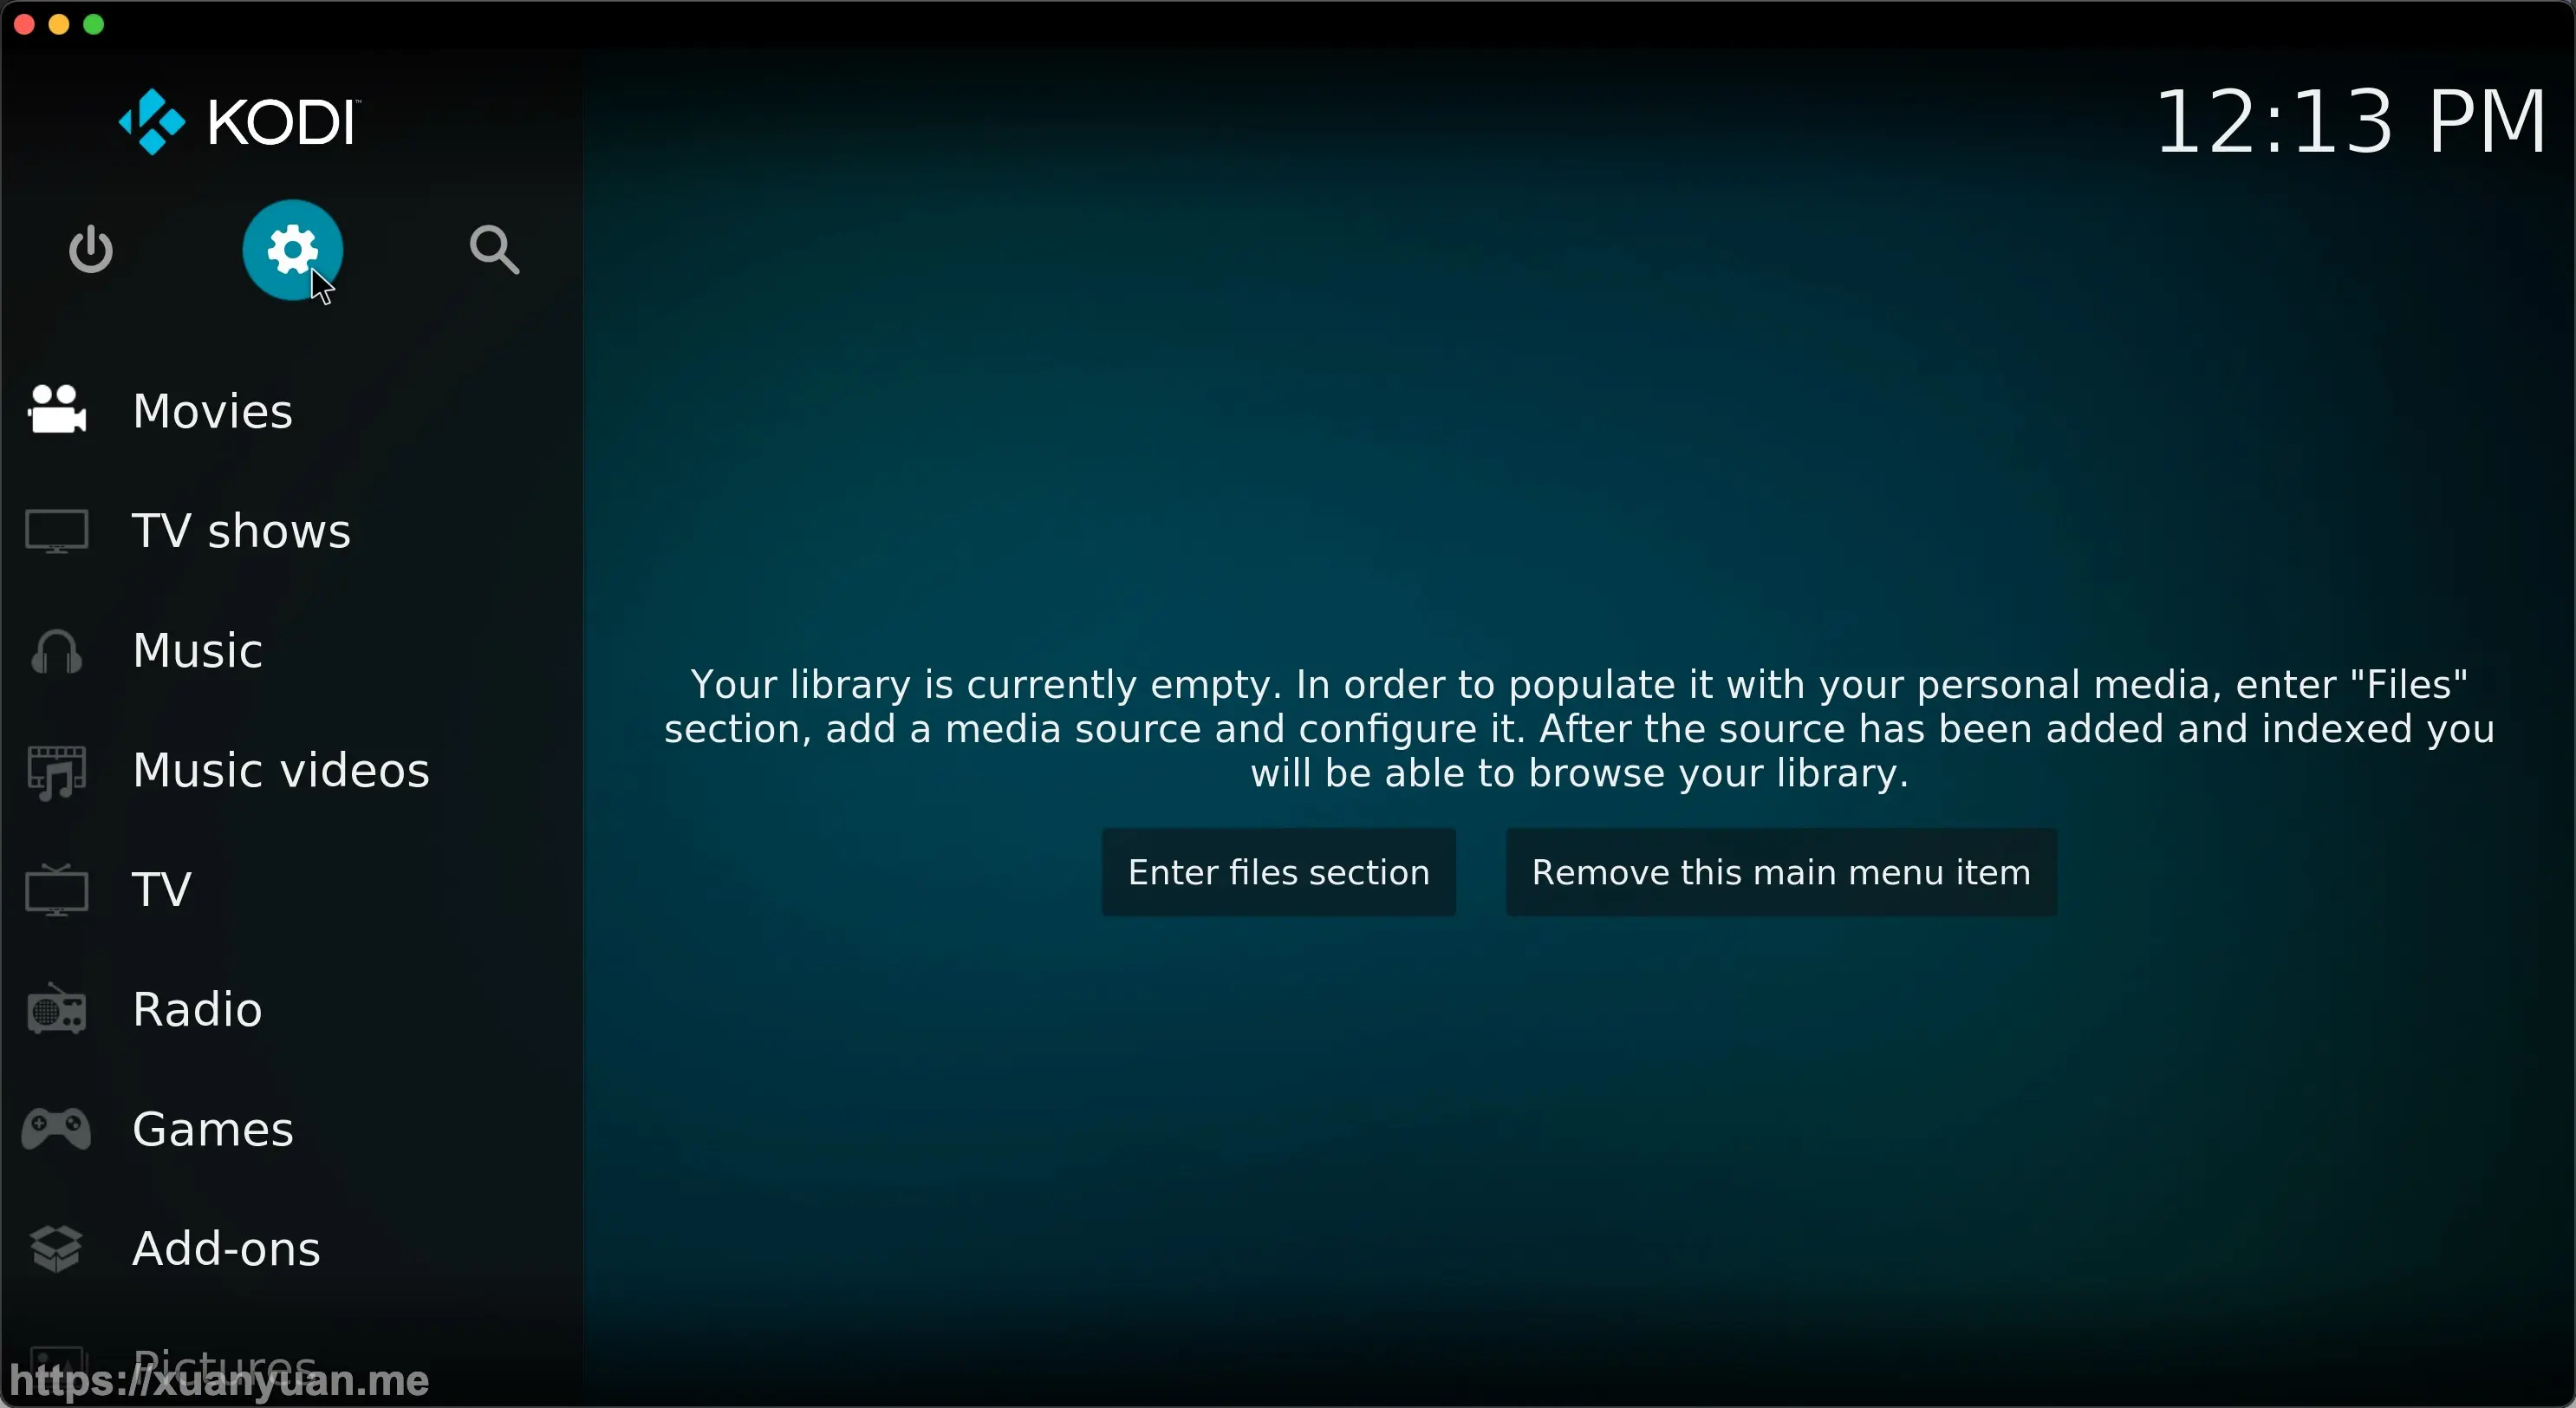 KODI™
12:13 PM
Movies
TV shows
Music
Music videos
TV
Radio
Games
Add-ons
Pictures
Your library is currently empty. In order to populate it with your personal media, enter "Files"
section, add a media source and configure it. After the source has been added and indexed you
will be able to browse your library.
Enter files section
Remove this main menu item
https://xuanyuan.me